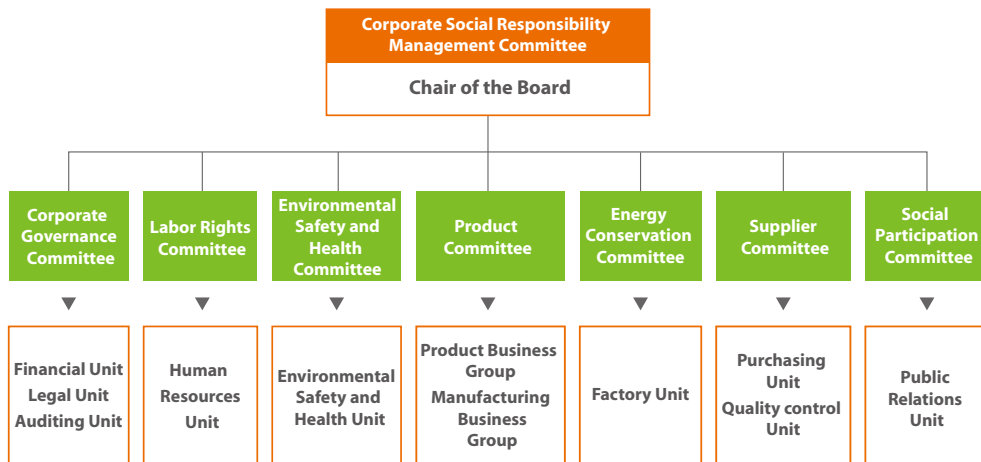 Corporate Social Responsibility
Management Committee
Chair of the Board
Corporate
Governance
Committee
Labor Rights
Committee
Environmental
Safety and
Health
Committee
Product
Committee
Energy
Conservation
Committee
Supplier
Committee
Social
Participation
Committee
Financial Unit
Legal Unit
Auditing Unit
Human
Resources
Unit
Environmental
Safety and
Health Unit
Product Business
Group
Manufacturing
Business
Group
Factory Unit
Purchasing
Unit
Quality control
Unit
Public
Relations
Unit